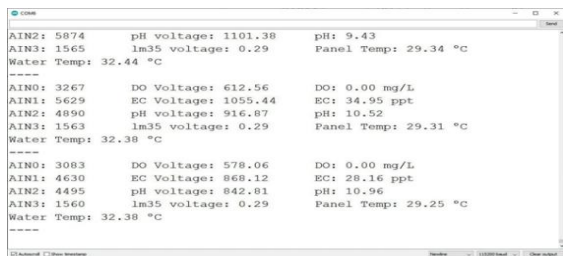 COM6
Send
AIN2: 5874 pH voltage: 1101.38 pH: 9.43
AIN3: 1565 lm35 voltage: 0.29 Panel Temp: 29.34 °C
Water Temp: 32.44 °C
----
AIN0: 3267 DO Voltage: 612.56 DO: 0.00 mg/L
AIN1: 5629 EC Voltage: 1055.44 EC: 34.95 ppt
AIN2: 4890 pH voltage: 916.87 pH: 10.52
AIN3: 1563 lm35 voltage: 0.29 Panel Temp: 29.31 °C
Water Temp: 32.38 °C
----
AIN0: 3083 DO Voltage: 578.06 DO: 0.00 mg/L
AIN1: 4630 EC Voltage: 868.12 EC: 28.16 ppt
AIN2: 4495 pH voltage: 842.81 pH: 10.96
AIN3: 1560 lm35 voltage: 0.29 Panel Temp: 29.25 °C
Water Temp: 32.38 °C
----
Autoscroll Show timestamp Newline 115200 baud Clear output